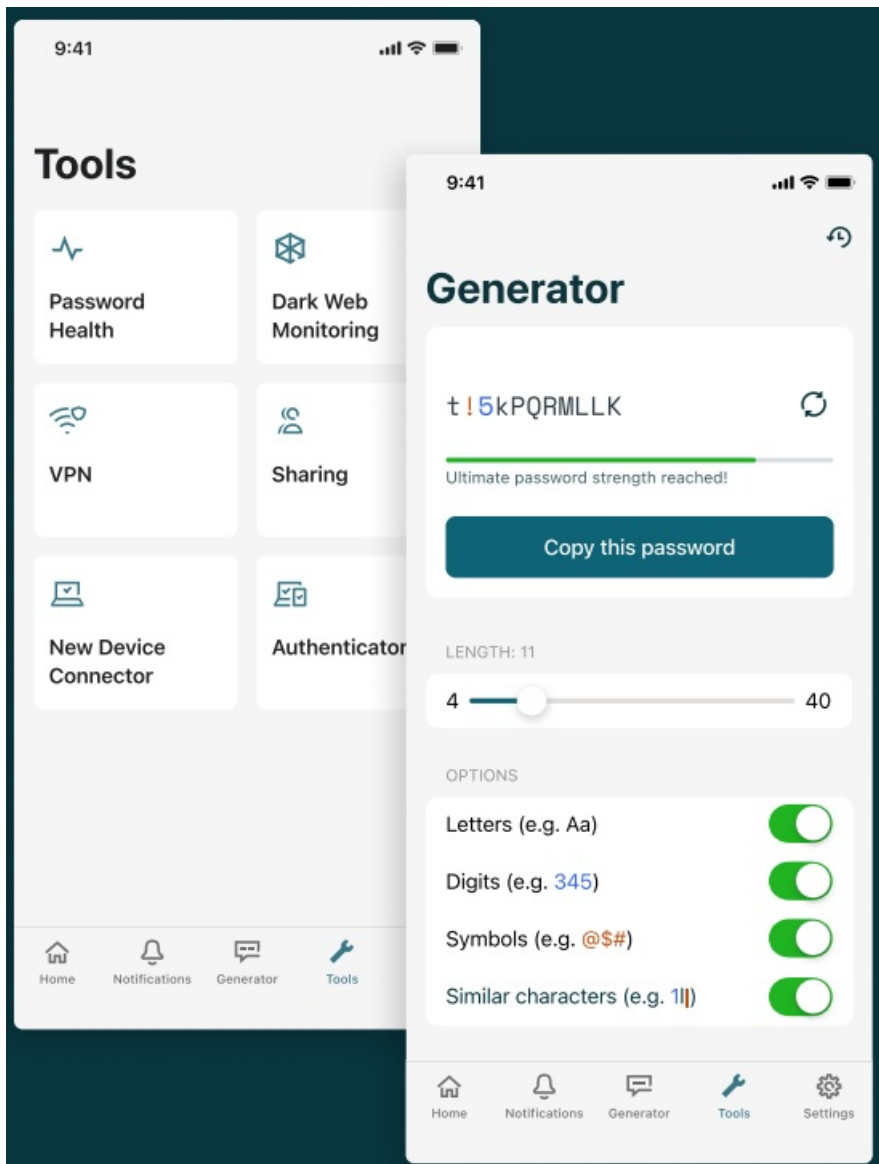 9:41
Tools
Password
Health
Dark Web
Monitoring
VPN
Sharing
New Device
Connector
Authenticator
Home
Notifications
Generator
Tools
9:41
Generator
t!5kPQRMLLK
Ultimate password strength reached!
Copy this password
LENGTH: 11
4
40
OPTIONS
Letters (e.g. Aa)
Digits (e.g. 345)
Symbols (e.g. @$#)
Similar characters (e.g. 1l|)
Home
Notifications
Generator
Tools
Settings